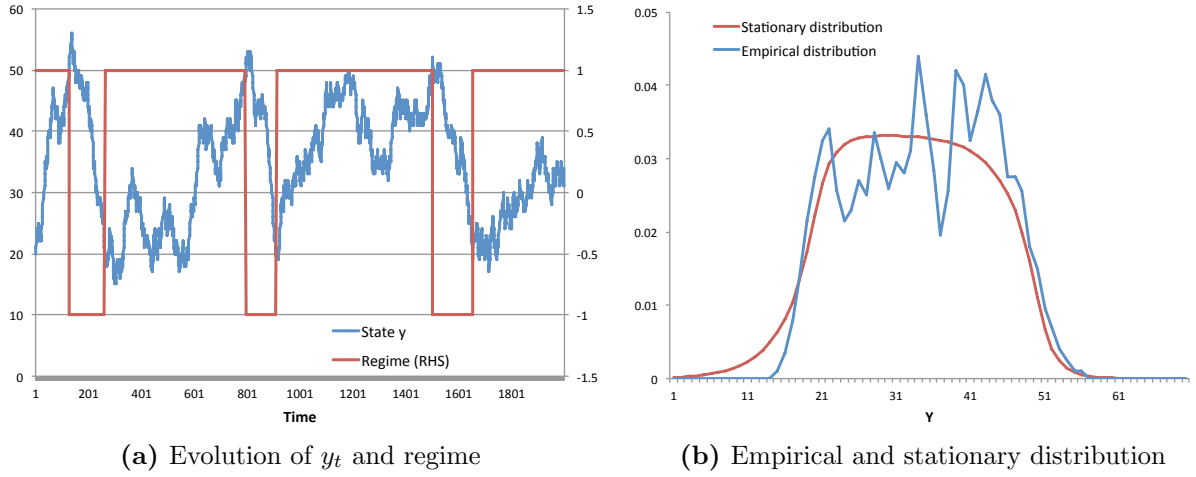 60
50
40
30
20
10
0
1.5
1
0.5
0
-0.5
-1
-1.5
State y
Regime (RHS)
1 201 401 601 801 1001 1201 1401 1601 1801
Time
(a) Evolution of yₜ and regime
0.05
0.04
0.03
0.02
0.01
0
Stationary distribution
Empirical distribution
1 11 21 31 41 51 61
Y
(b) Empirical and stationary distribution